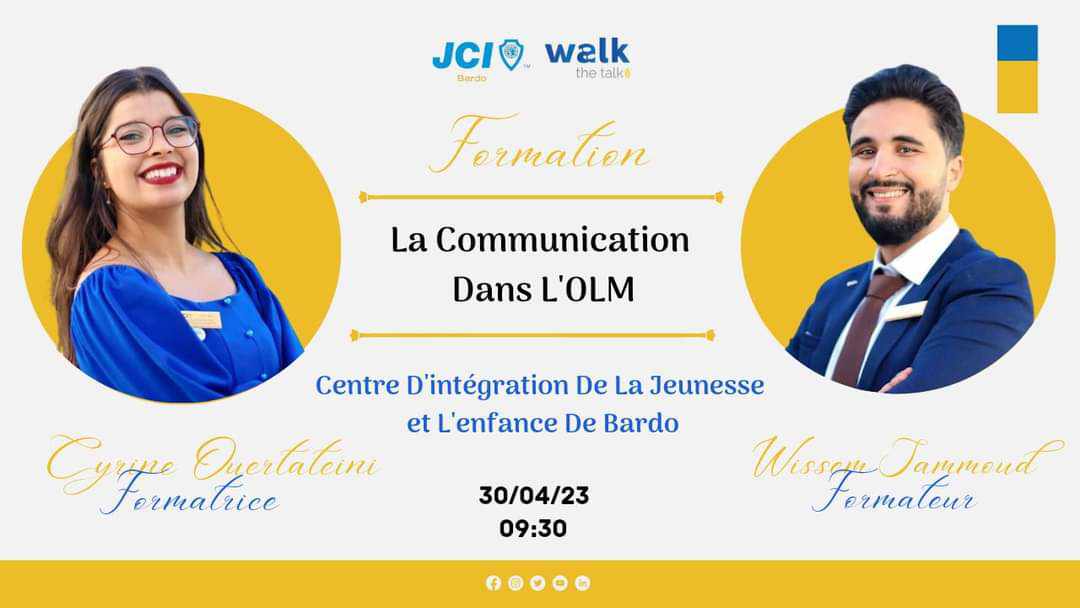 JCI
Bardo
TM
walk
the talk
Formation
La Communication
Dans L'OLM
Centre D'intégration De La Jeunesse
et L'enfance De Bardo
Cyrine Ouertateini
Formatrice
Wissem Jammoud
Formateur
30/04/23
09:30